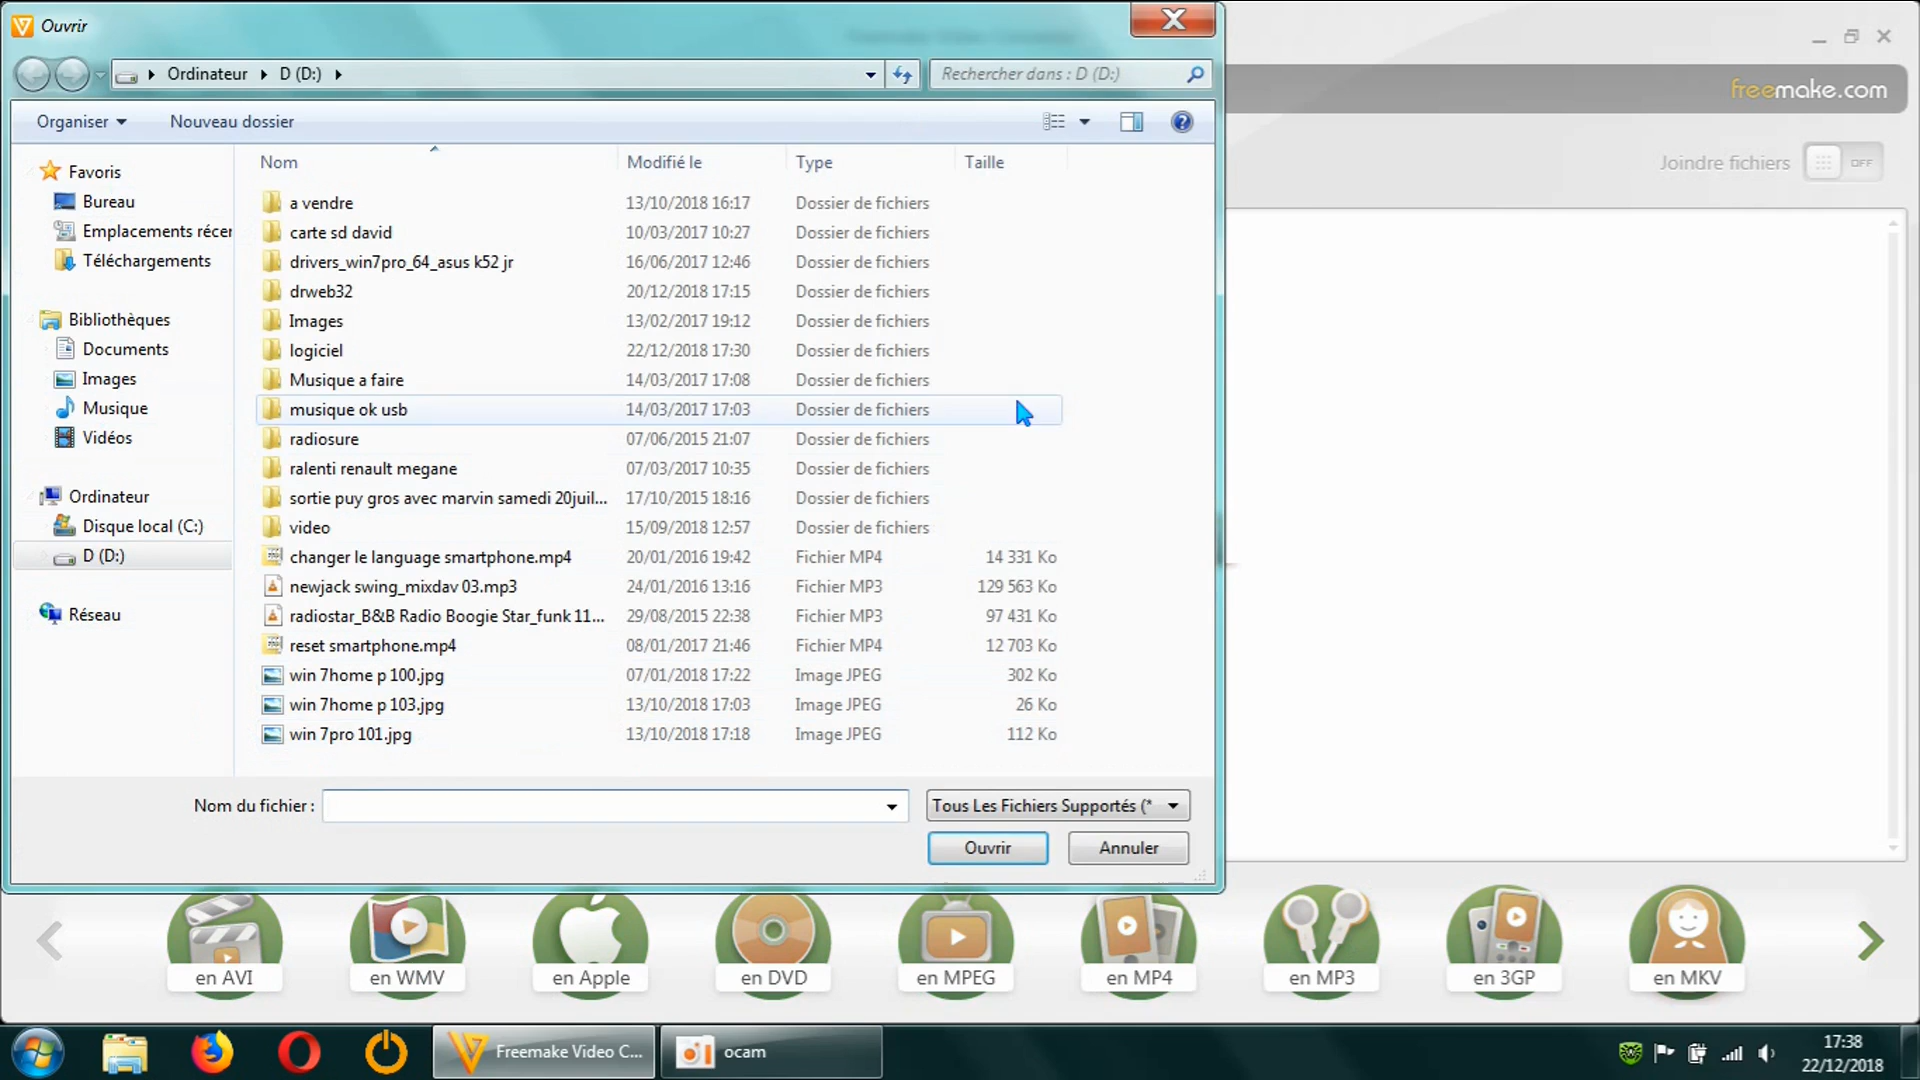 Ouvrir
Ordinateur D (D:)
Rechercher dans : D (D:)
freemake.com
Organiser
Nouveau dossier
Joindre fichiers OFF
Nom Modifié le Type Taille
Favoris
Bureau
Emplacements récer
Téléchargements
Bibliothèques
Documents
Images
Musique
Vidéos
Ordinateur
Disque local (C:)
D (D:)
Réseau
a vendre 13/10/2018 16:17 Dossier de fichiers
carte sd david 10/03/2017 10:27 Dossier de fichiers
drivers_win7pro_64_asus k52 jr 16/06/2017 12:46 Dossier de fichiers
drweb32 20/12/2018 17:15 Dossier de fichiers
Images 13/02/2017 19:12 Dossier de fichiers
logiciel 22/12/2018 17:30 Dossier de fichiers
Musique a faire 14/03/2017 17:08 Dossier de fichiers
musique ok usb 14/03/2017 17:03 Dossier de fichiers
radiosure 07/06/2015 21:07 Dossier de fichiers
ralenti renault megane 07/03/2017 10:35 Dossier de fichiers
sortie puy gros avec marvin samedi 20juil... 17/10/2015 18:16 Dossier de fichiers
video 15/09/2018 12:57 Dossier de fichiers
changer le language smartphone.mp4 20/01/2016 19:42 Fichier MP4 14 331 Ko
newjack swing_mixdav 03.mp3 24/01/2016 13:16 Fichier MP3 129 563 Ko
radiostar_B&B Radio Boogie Star_funk 11... 29/08/2015 22:38 Fichier MP3 97 431 Ko
reset smartphone.mp4 08/01/2017 21:46 Fichier MP4 12 703 Ko
win 7home p 100.jpg 07/01/2018 17:22 Image JPEG 302 Ko
win 7home p 103.jpg 13/10/2018 17:03 Image JPEG 26 Ko
win 7pro 101.jpg 13/10/2018 17:18 Image JPEG 112 Ko
Nom du fichier :
Tous Les Fichiers Supportés (*
Ouvrir
Annuler
en AVI
en WMV
en Apple
en DVD
en MPEG
en MP4
en MP3
en 3GP
en MKV
Freemake Video C...
ocam
17:38
22/12/2018